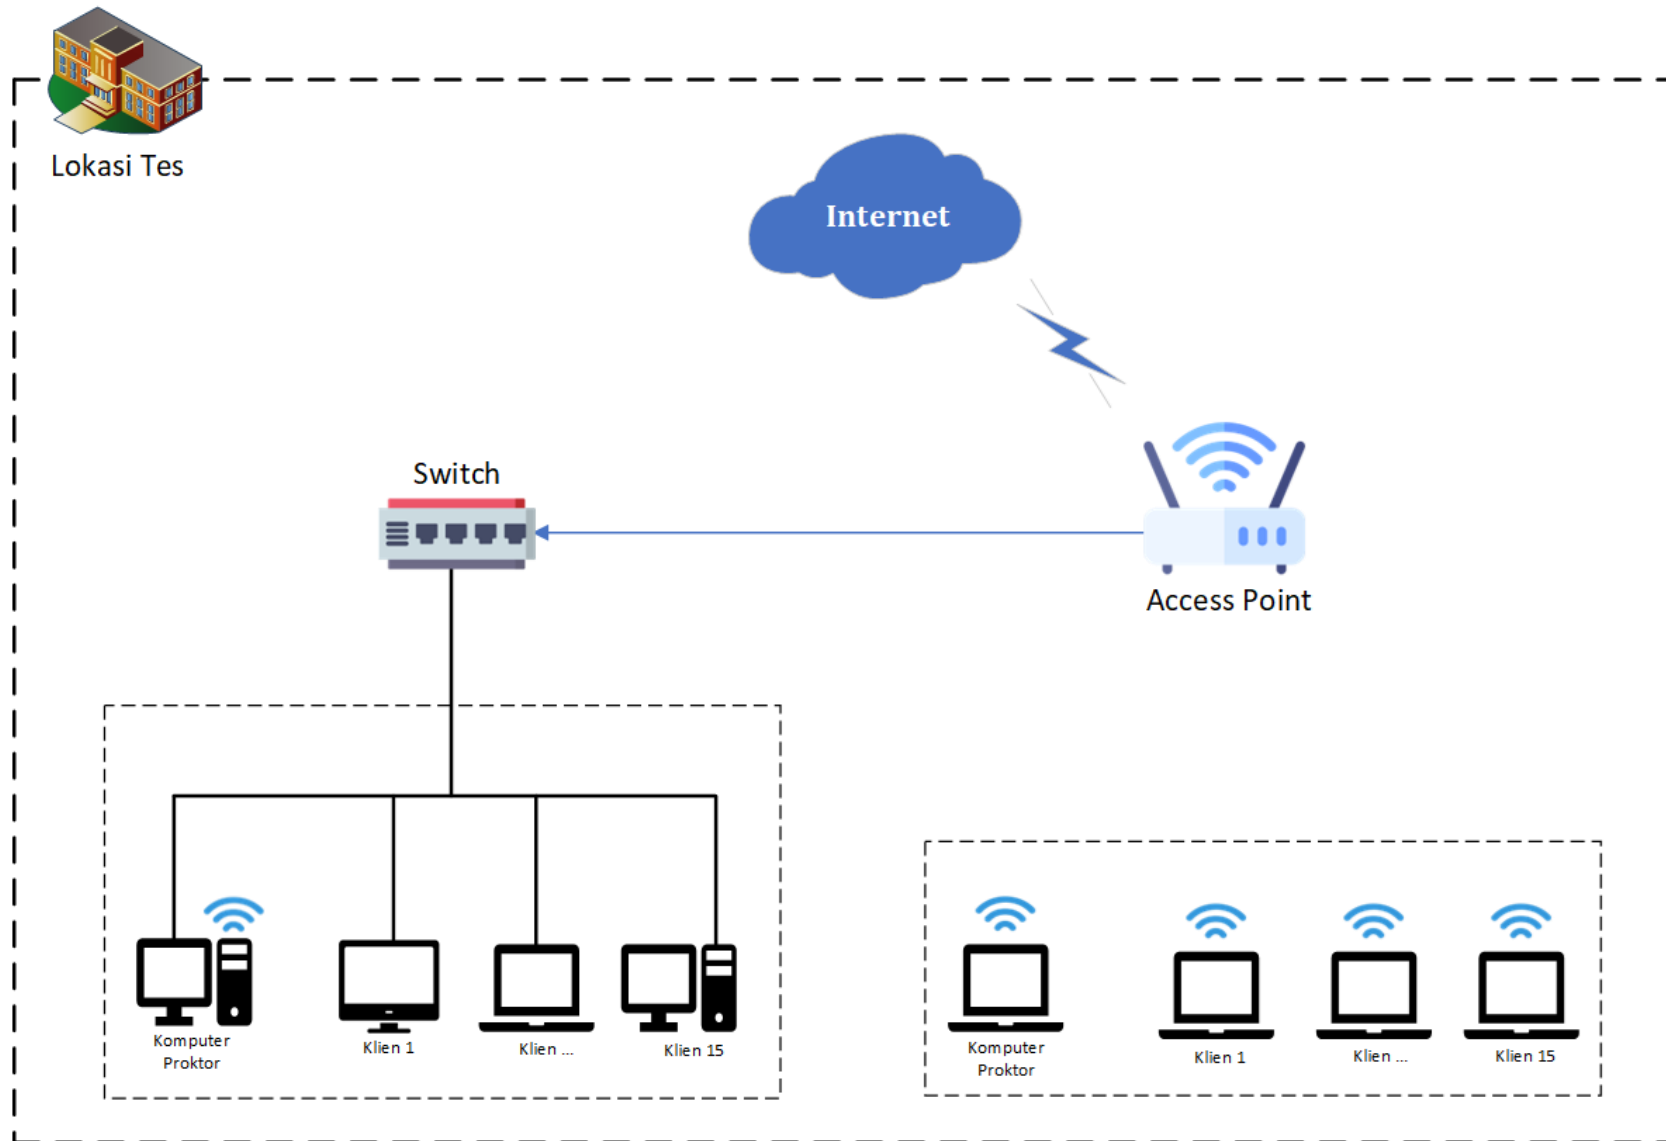 Lokasi Tes
Internet
Switch
Access Point
Komputer
Proktor
Klien 1
Klien ...
Klien 15
Komputer
Proktor
Klien 1
Klien ...
Klien 15